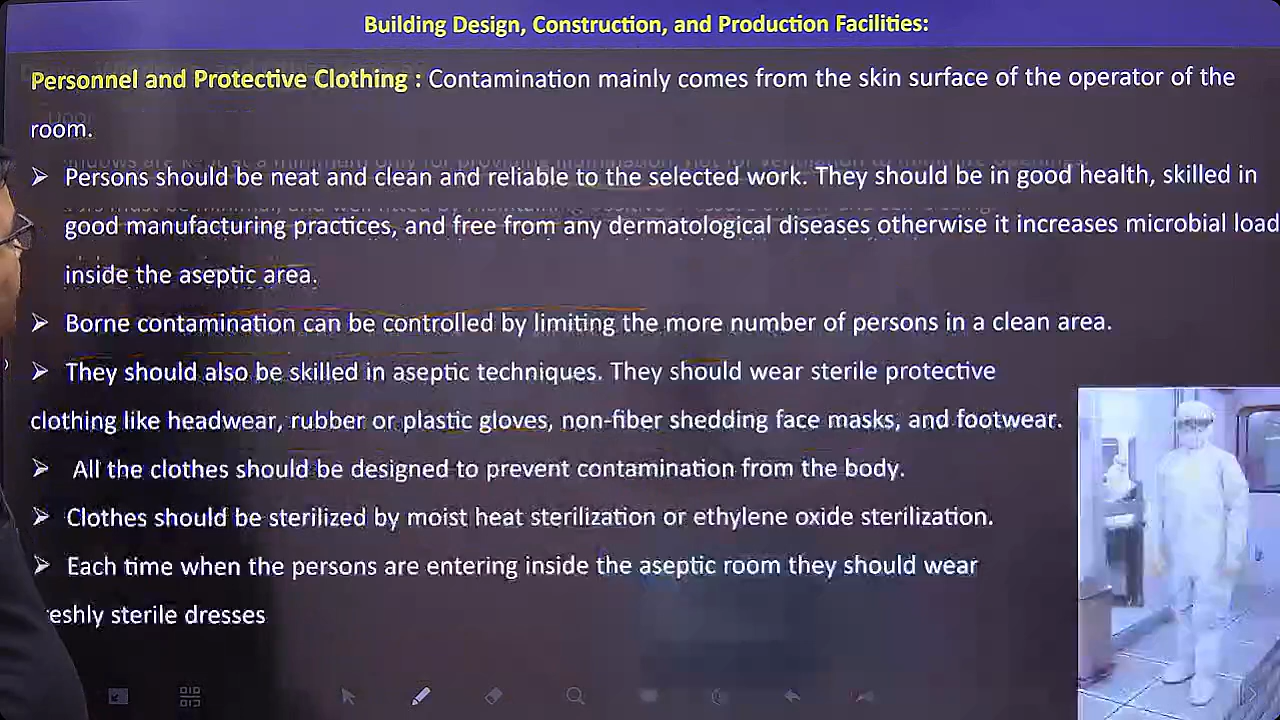 Building Design, Construction, and Production Facilities:
Personnel and Protective Clothing : Contamination mainly comes from the skin surface of the operator of the
room.
➢ Persons should be neat and clean and reliable to the selected work. They should be in good health, skilled in
good manufacturing practices, and free from any dermatological diseases otherwise it increases microbial load
inside the aseptic area.
➢ Borne contamination can be controlled by limiting the more number of persons in a clean area.
➢ They should also be skilled in aseptic techniques. They should wear sterile protective
clothing like headwear, rubber or plastic gloves, non-fiber shedding face masks, and footwear.
➢ All the clothes should be designed to prevent contamination from the body.
➢ Clothes should be sterilized by moist heat sterilization or ethylene oxide sterilization.
➢ Each time when the persons are entering inside the aseptic room they should wear
eshly sterile dresses